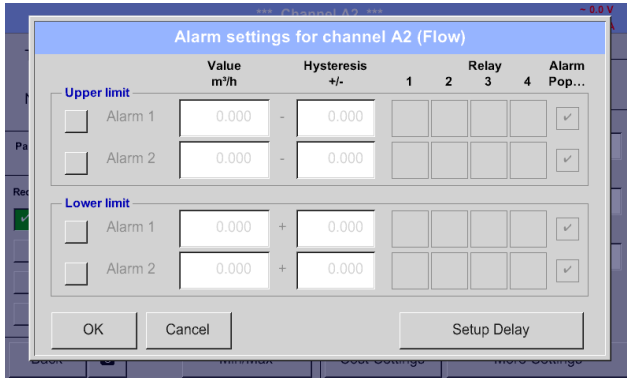 *** Channel A2 ***
~ 0.0 V
Alarm settings for channel A2 (Flow)
Value Hysteresis Relay Alarm
m³/h +/- 1 2 3 4 Pop...
Upper limit
Alarm 1 0.000 - 0.000
Alarm 2 0.000 - 0.000
Pa
Rec
Lower limit
Alarm 1 0.000 + 0.000
Alarm 2 0.000 + 0.000
OK Cancel Setup Delay
Back Min/Max More Settings